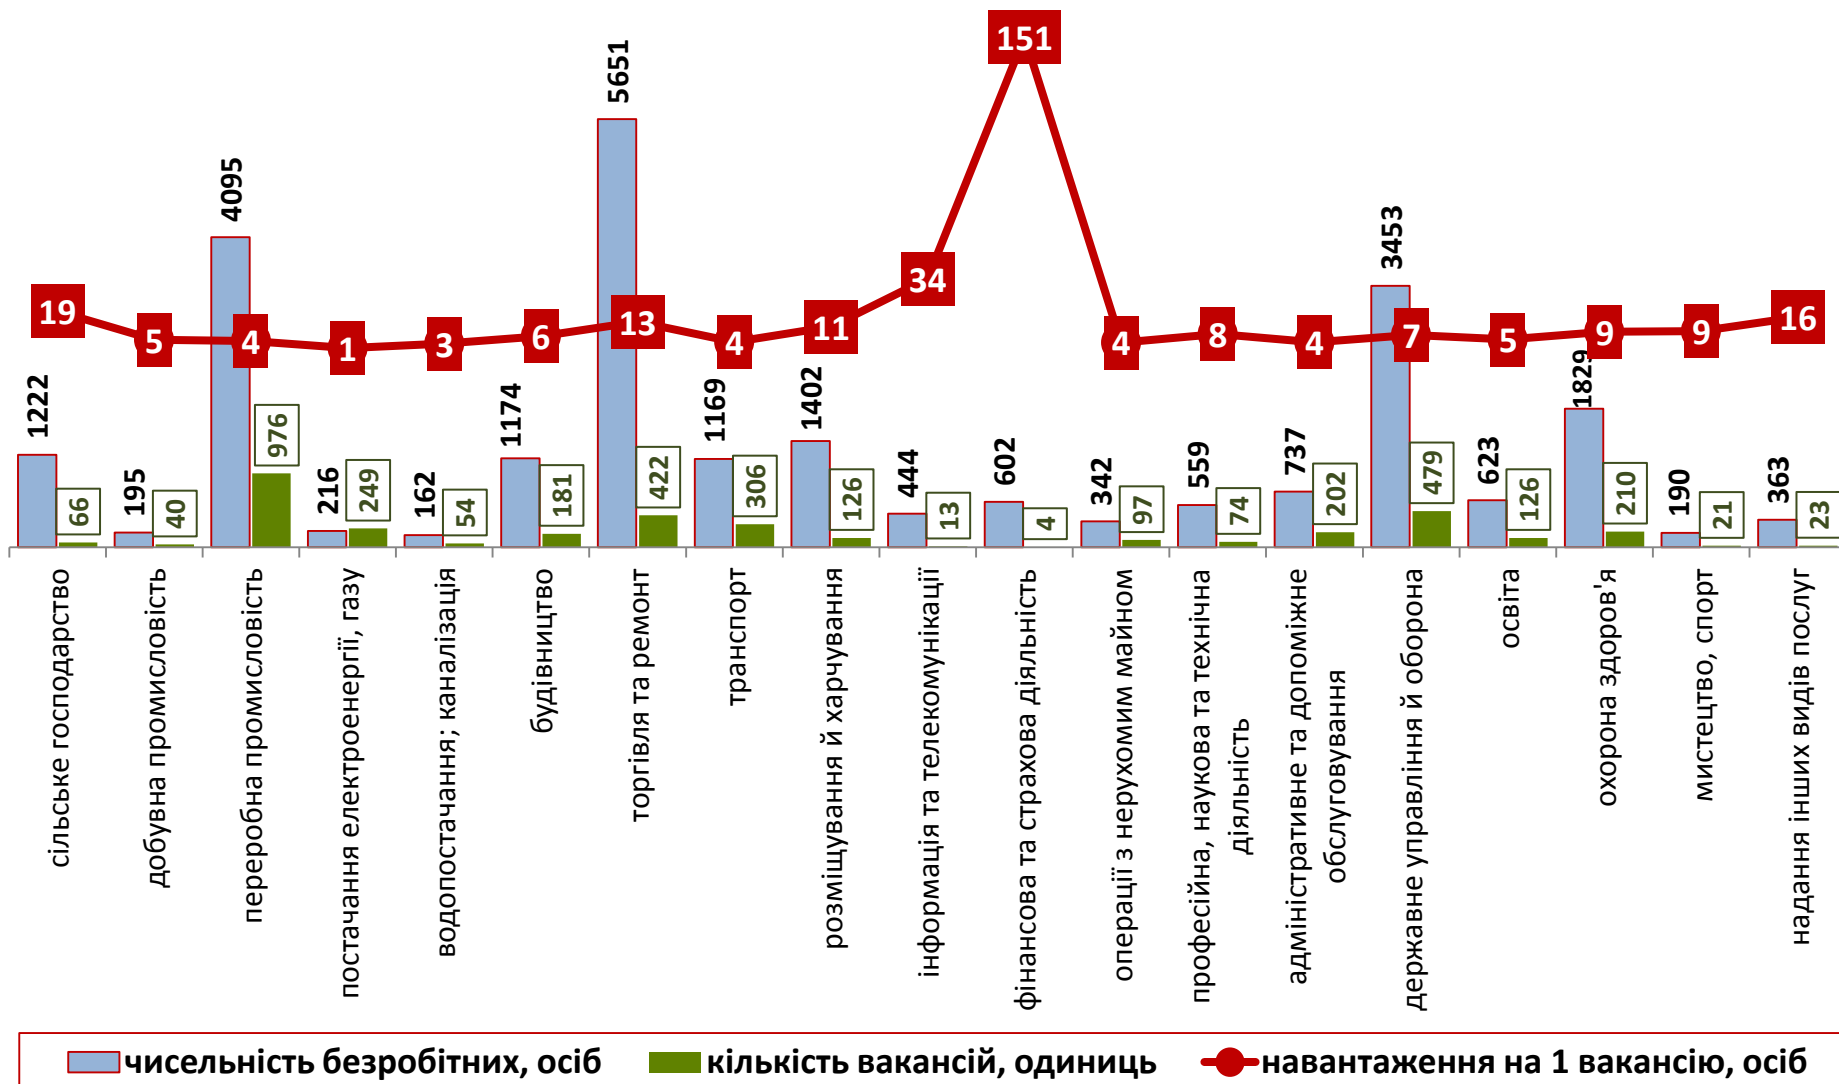 151
5651
4095
3453
34
19
5
4
1
3
6
13
4
11
4
8
4
7
5
9
9
16
1222
66
195
40
976
216
249
162
54
1174
181
422
1169
306
1402
126
444
13
602
4
342
97
559
74
737
202
479
623
126
1829
210
190
21
363
23
сільське господарство
добувна промисловість
переробна промисловість
постачання електроенергії, газу
водопостачання; каналізація
будівництво
торгівля та ремонт
транспорт
розміщування й харчування
інформація та телекомунікації
фінансова та страхова діяльність
операції з нерухомим майном
професійна, наукова та технічна
діяльність
адміністративне та допоміжне
обслуговування
державне управління й оборона
освіта
охорона здоров'я
мистецтво, спорт
надання інших видів послуг
чисельність безробітних, осіб
кількість вакансій, одиниць
навантаження на 1 вакансію, осіб